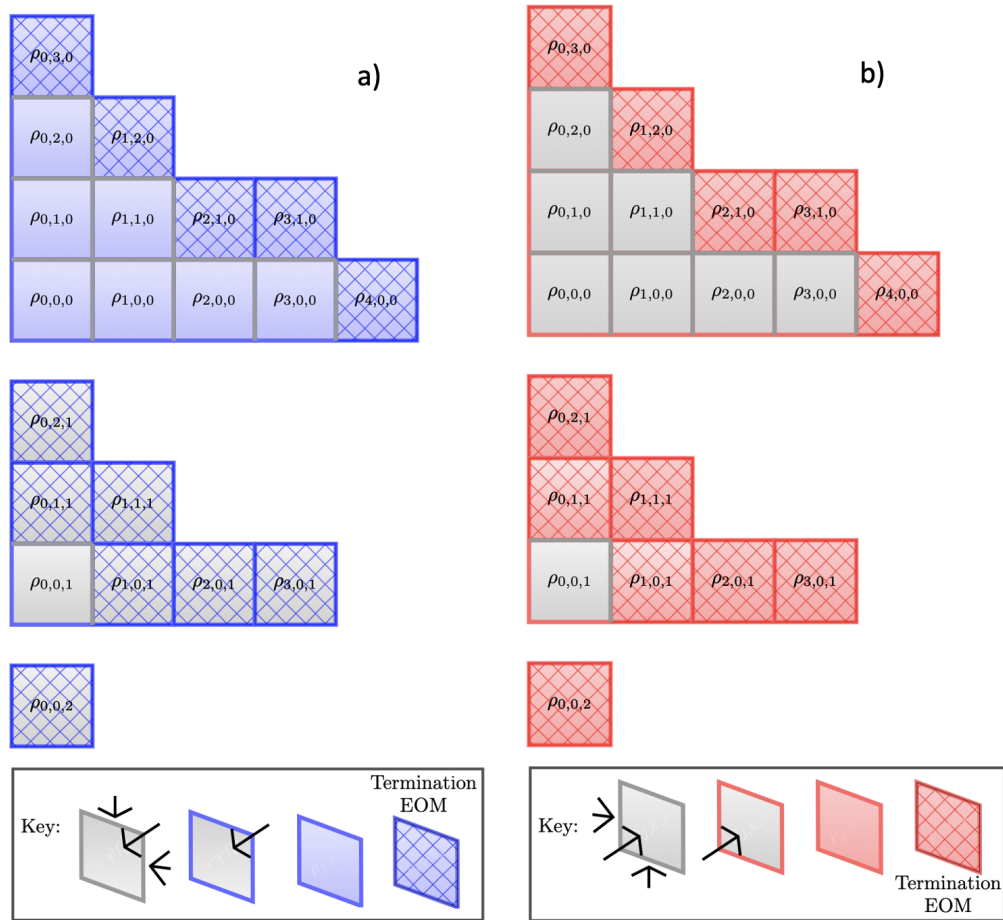 a)
ρ0,3,0
ρ0,2,0 ρ1,2,0
ρ0,1,0 ρ1,1,0 ρ2,1,0 ρ3,1,0
ρ0,0,0 ρ1,0,0 ρ2,0,0 ρ3,0,0 ρ4,0,0
ρ0,2,1
ρ0,1,1 ρ1,1,1
ρ0,0,1 ρ1,0,1 ρ2,0,1 ρ3,0,1
ρ0,0,2
Termination
EOM
Key:
b)
ρ0,3,0
ρ0,2,0 ρ1,2,0
ρ0,1,0 ρ1,1,0 ρ2,1,0 ρ3,1,0
ρ0,0,0 ρ1,0,0 ρ2,0,0 ρ3,0,0 ρ4,0,0
ρ0,2,1
ρ0,1,1 ρ1,1,1
ρ0,0,1 ρ1,0,1 ρ2,0,1 ρ3,0,1
ρ0,0,2
Key:
Termination
EOM